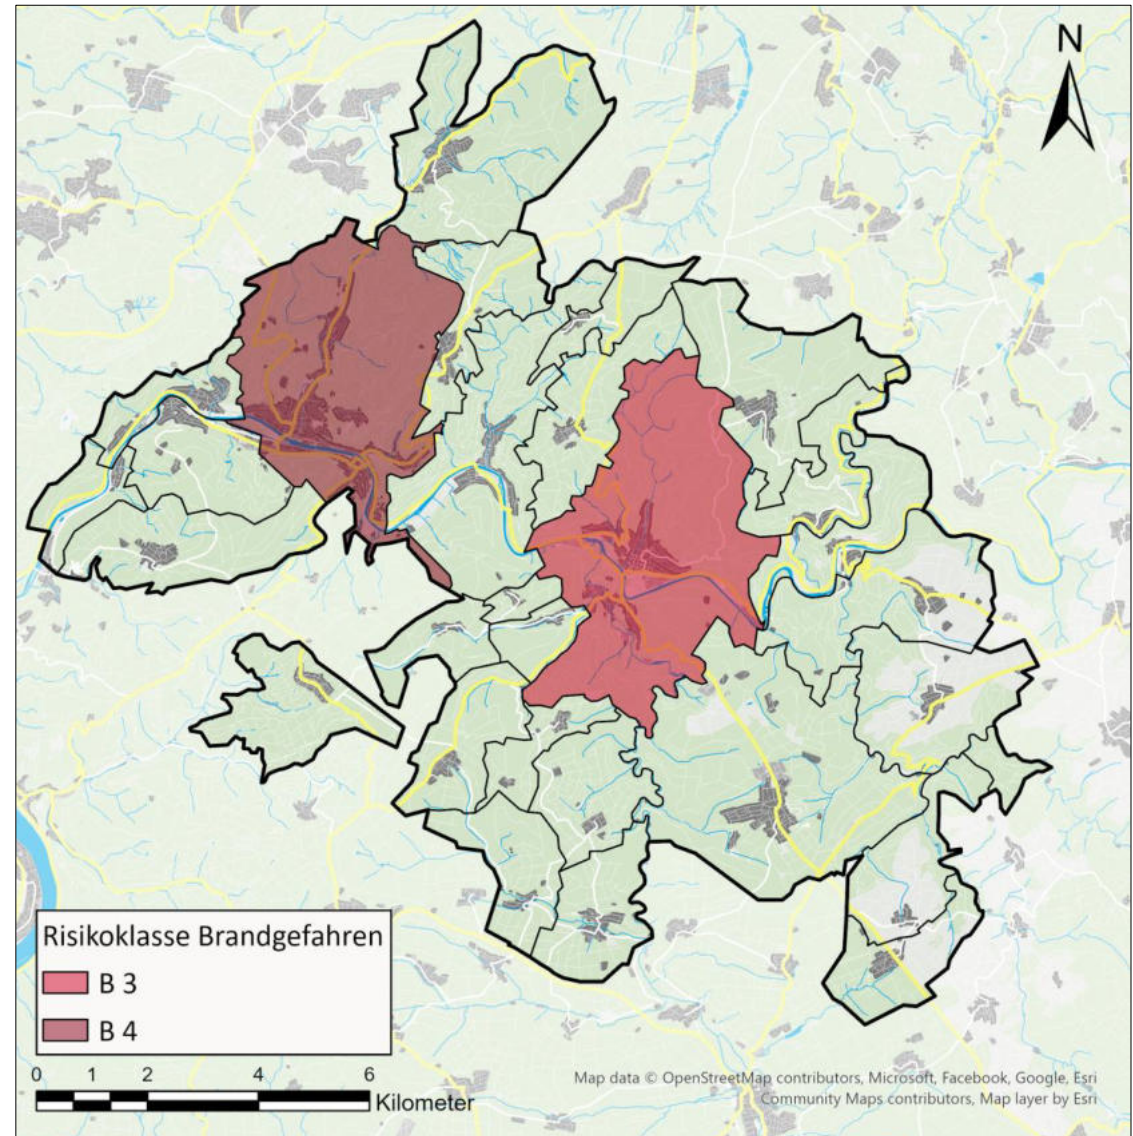 N
Risikoklasse Brandgefahren
B 3
B 4
0 1 2 4 6
Kilometer
Map data © OpenStreetMap contributors, Microsoft, Facebook, Google, Esri
Community Maps contributors, Map layer by Esri